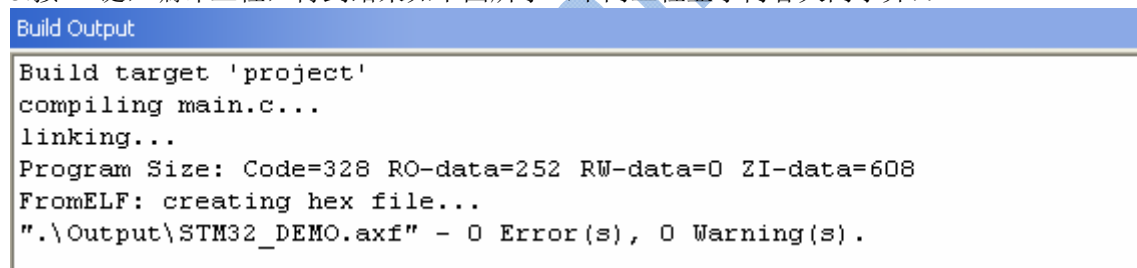 Build Output
Build target 'project'
compiling main.c...
linking...
Program Size: Code=328 RO-data=252 RW-data=0 ZI-data=608
FromELF: creating hex file...
".\Output\STM32_DEMO.axf" - 0 Error(s), 0 Warning(s).